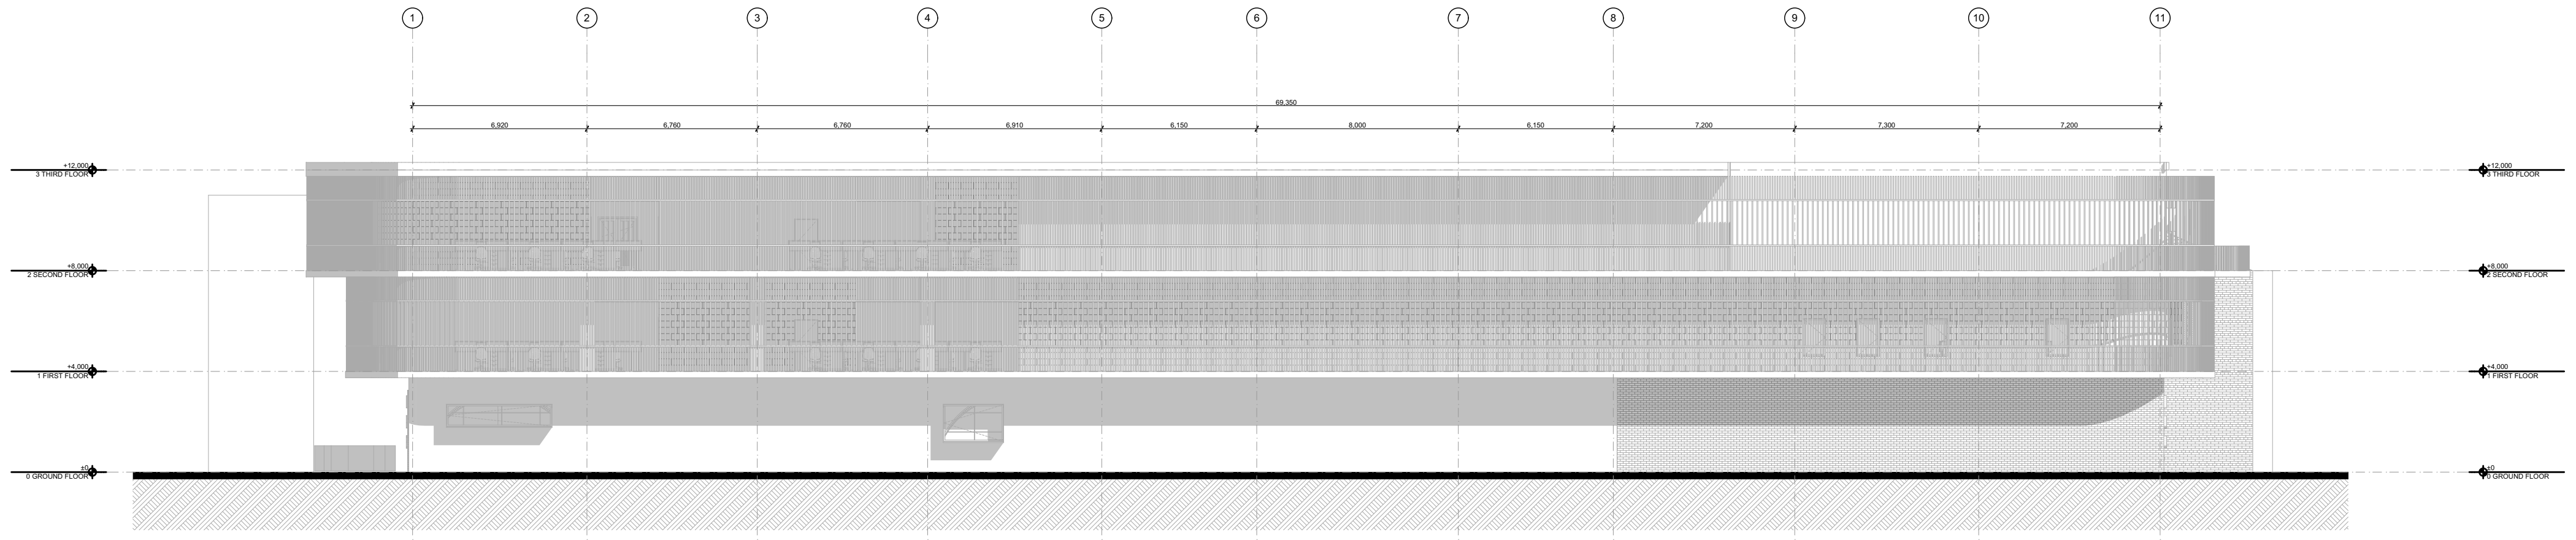 1 2 3 4 5 6 7 8 9 10 11
69,350
6,920 6,760 6,760 6,910 6,150 8,000 6,150 7,200 7,300 7,200
+12,000 +12,000
3 THIRD FLOOR 3 THIRD FLOOR
+8,000 +8,000
2 SECOND FLOOR 2 SECOND FLOOR
+4,000 +4,000
1 FIRST FLOOR 1 FIRST FLOOR
±0 ±0
0 GROUND FLOOR 0 GROUND FLOOR